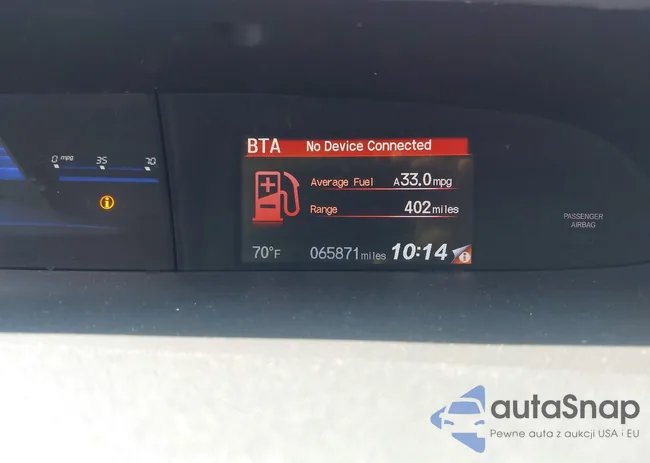 BTA No Device Connected
0 mpg 35 70
Average Fuel A33.0mpg
Range 402miles
70°F 065871miles 10:14
PASSENGER
AIRBAG
autaSnap
Pewne auta z aukcji USA i EU